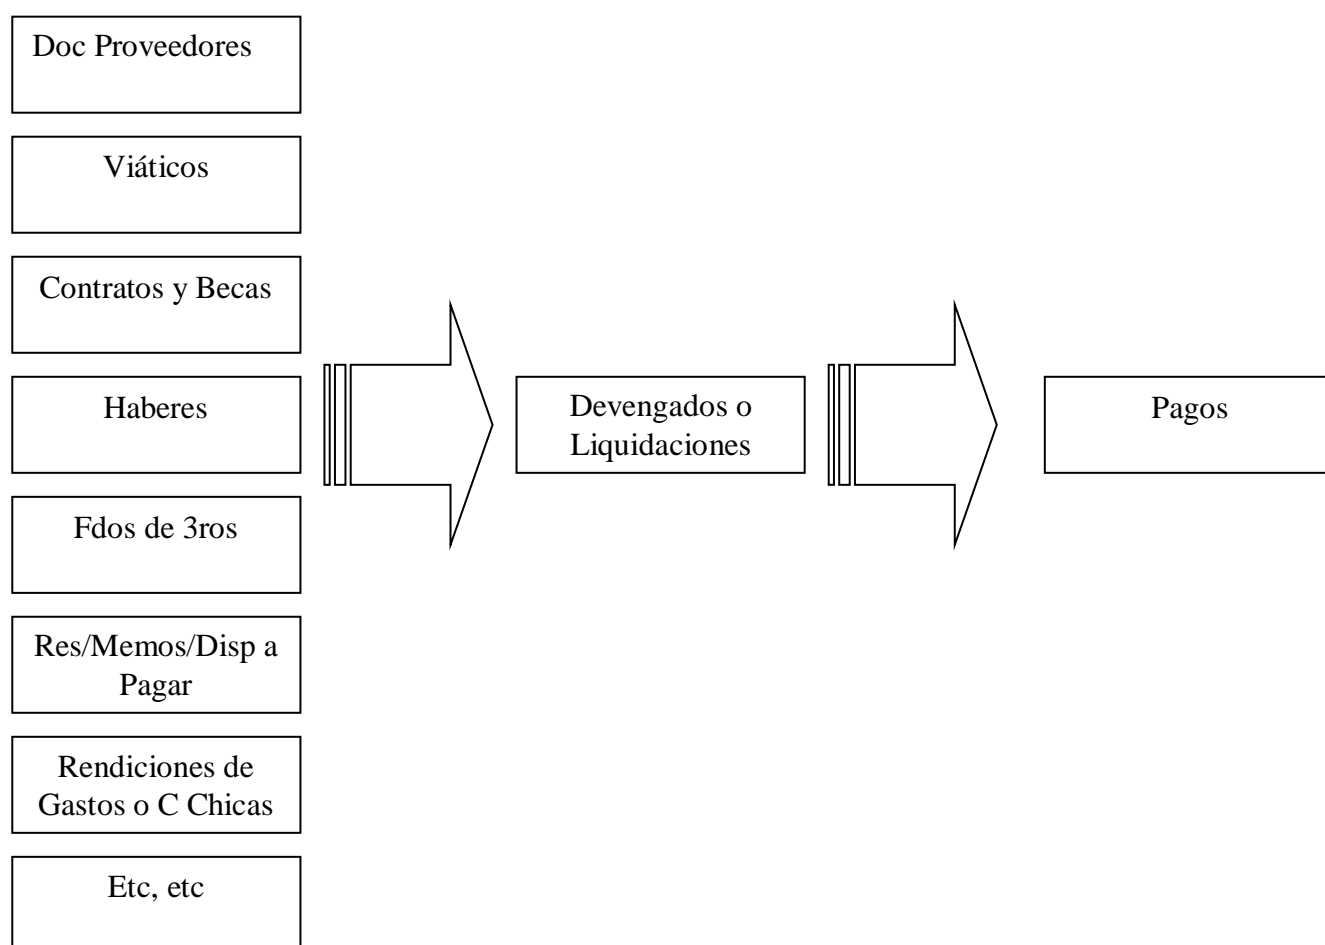 Doc Proveedores
Viáticos
Contratos y Becas
Haberes
Devengados o
Liquidaciones
Pagos
Fdos de 3ros
Res/Memos/Disp a
Pagar
Rendiciones de
Gastos o C Chicas
Etc, etc